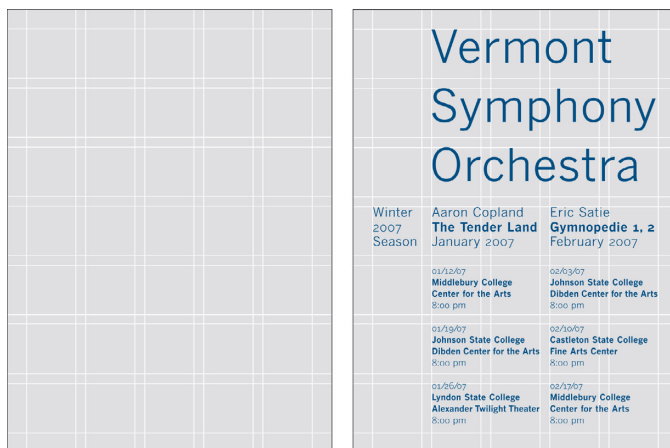 Vermont
Symphony
Orchestra
Winter
2007
Season
Aaron Copland
The Tender Land
January 2007
Eric Satie
Gymnopedie 1, 2
February 2007
01/12/07
Middlebury College
Center for the Arts
8:00 pm
02/03/07
Johnson State College
Dibden Center for the Arts
8:00 pm
01/19/07
Johnson State College
Dibden Center for the Arts
8:00 pm
02/10/07
Castleton State College
Fine Arts Center
8:00 pm
01/26/07
Lyndon State College
Alexander Twilight Theater
8:00 pm
02/17/07
Middlebury College
Center for the Arts
8:00 pm